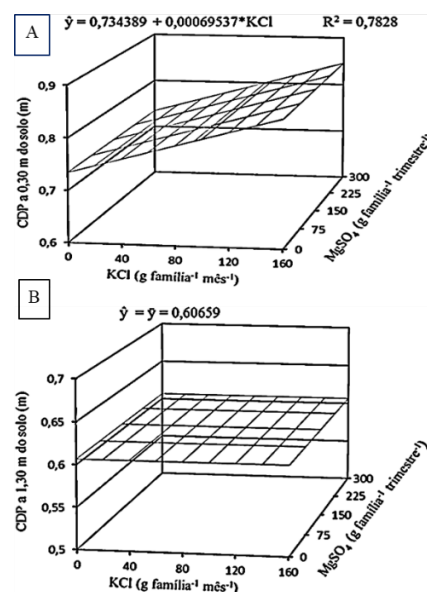 A
ŷ = 0,734389 + 0,00069537*KCl R² = 0,7828
CDP a 0,30 m do solo (m)
0,9
0,8
0,7
0,6
0 40 80 120 160
KCl (g família⁻¹ mês⁻¹)
0
75
150
225
300
MgSO₄ (g família⁻¹ trimestre⁻¹)
B
ŷ = ȳ = 0,60659
CDP a 1,30 m do solo (m)
0,7
0,65
0,6
0,55
0,5
0 40 80 120 160
KCl (g família⁻¹ mês⁻¹)
0
75
150
225
300
MgSO₄ (g família⁻¹ trimestre⁻¹)